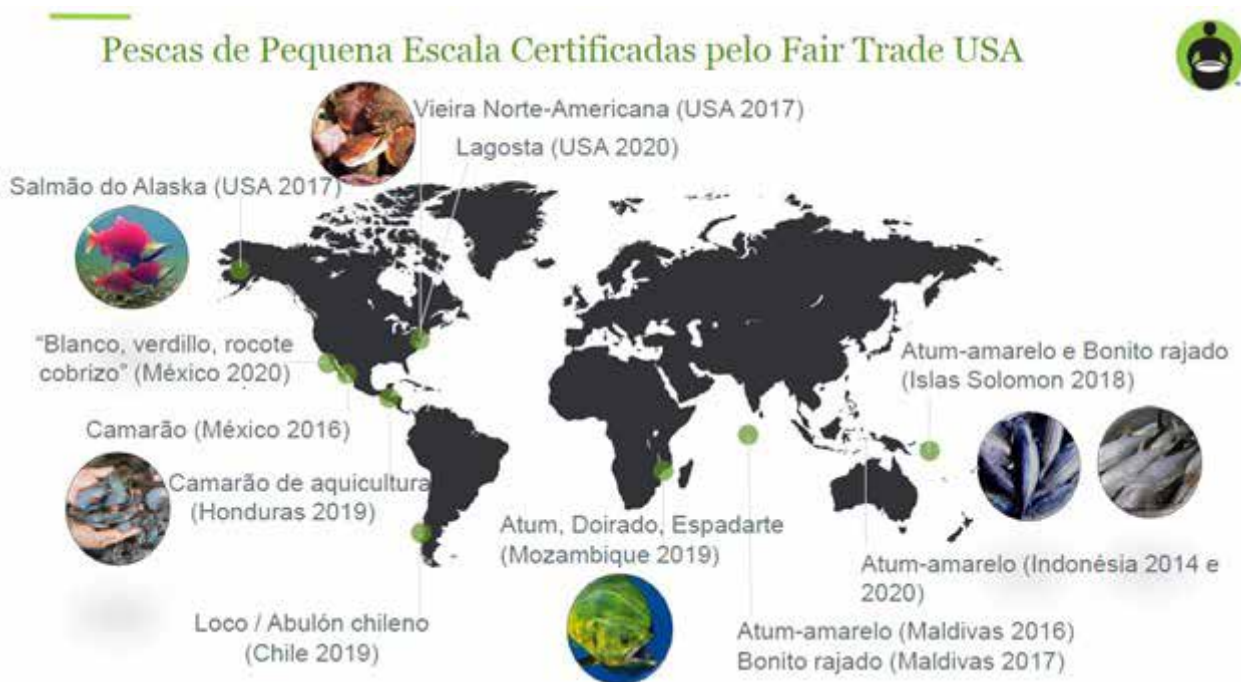 Pescas de Pequena Escala Certificadas pelo Fair Trade USA
Vieira Norte-Americana (USA 2017)
Lagosta (USA 2020)
Salmão do Alaska (USA 2017)
“Blanco, verdillo, rocote
cobrizo” (México 2020)
Atum-amarelo e Bonito rajado
(Islas Solomon 2018)
Camarão (México 2016)
Camarão de aquicultura
(Honduras 2019)
Atum, Doirado, Espadarte
(Mozambique 2019)
Atum-amarelo (Indonésia 2014 e
2020)
Loco / Abulón chileno
(Chile 2019)
Atum-amarelo (Maldivas 2016)
Bonito rajado (Maldivas 2017)